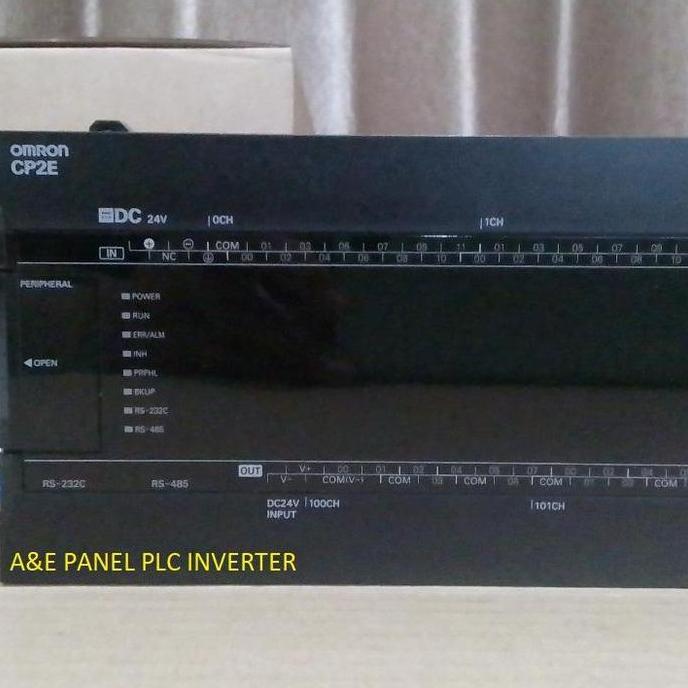 OMRON
CP2E
DC 24V 0CH 1CH
IN COM 01 03 05 07 09 11 01 03 05 07 09
NC 00 02 04 06 08 10 00 02 04 06 08 10
PERIPHERAL
POWER
RUN
ERR/ALM
INH
PRPHL
BKUP
RS-232C
RS-485
OPEN
OUT V+ 00 01 02 04 05 07 00 02 04
V- COM(V-) COM 03 COM 06 COM 01 03 COM
RS-232C RS-485
DC24V 100CH 101CH
INPUT
A&E PANEL PLC INVERTER